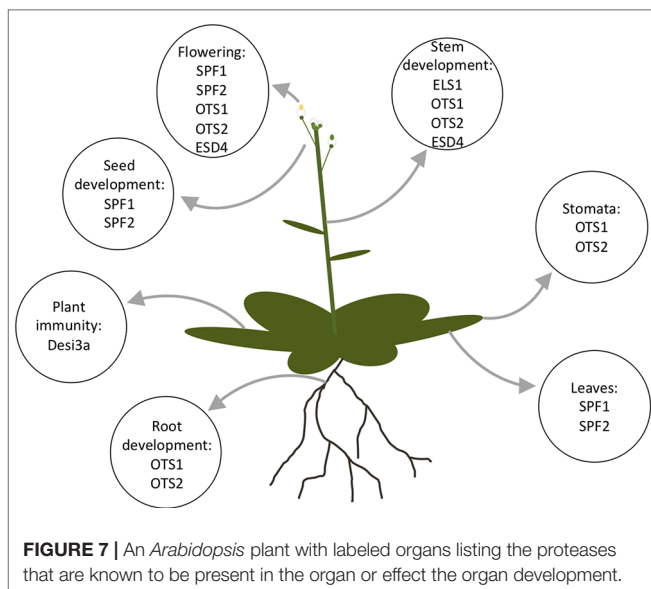 Flowering:
SPF1
SPF2
OTS1
OTS2
ESD4
Stem
development:
ELS1
OTS1
OTS2
ESD4
Seed
development:
SPF1
SPF2
Stomata:
OTS1
OTS2
Plant
immunity:
Desi3a
Leaves:
SPF1
SPF2
Root
development:
OTS1
OTS2
FIGURE 7 | An Arabidopsis plant with labeled organs listing the proteases
that are known to be present in the organ or effect the organ development.